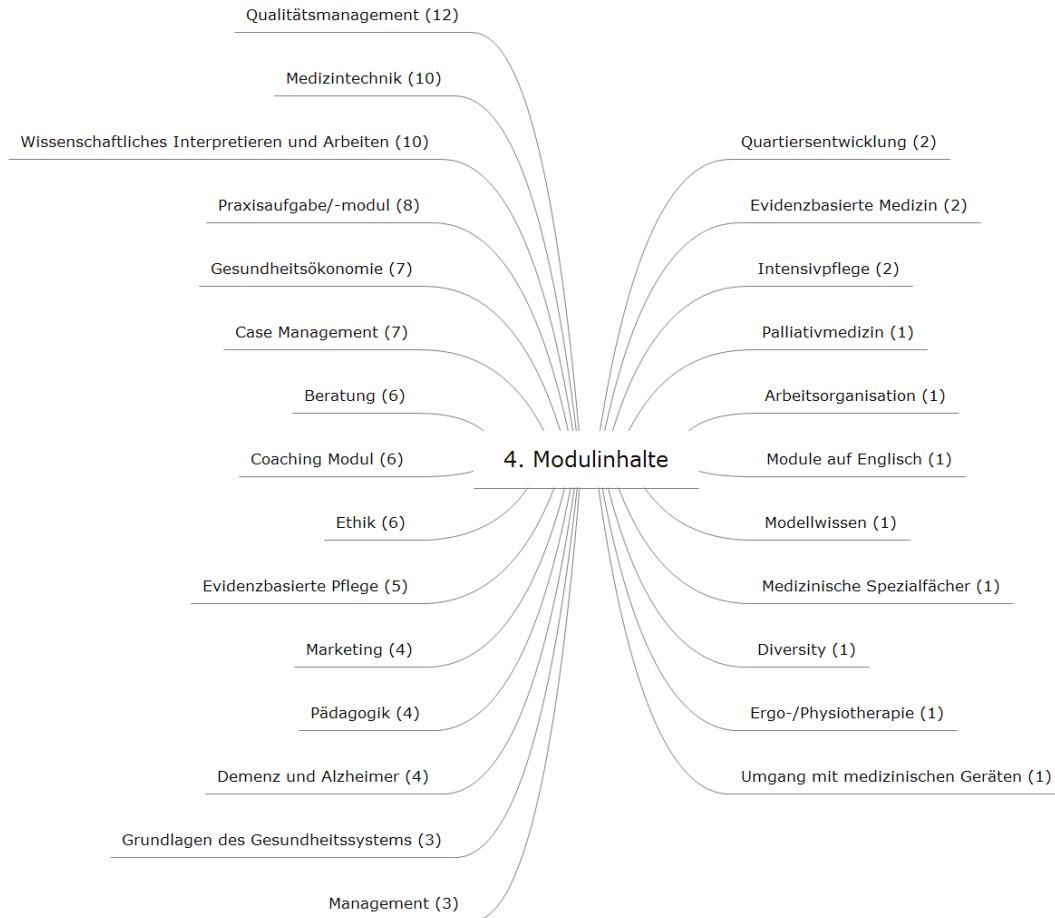 Qualitätsmanagement (12)
Medizintechnik (10)
Wissenschaftliches Interpretieren und Arbeiten (10)
Praxisaufgabe/-modul (8)
Gesundheitsökonomie (7)
Case Management (7)
Beratung (6)
Coaching Modul (6)
Ethik (6)
Evidenzbasierte Pflege (5)
Marketing (4)
Pädagogik (4)
Demenz und Alzheimer (4)
Grundlagen des Gesundheitssystems (3)
Management (3)
4. Modulinhalte
Quartiersentwicklung (2)
Evidenzbasierte Medizin (2)
Intensivpflege (2)
Palliativmedizin (1)
Arbeitsorganisation (1)
Module auf Englisch (1)
Modellwissen (1)
Medizinische Spezialfächer (1)
Diversity (1)
Ergo-/Physiotherapie (1)
Umgang mit medizinischen Geräten (1)